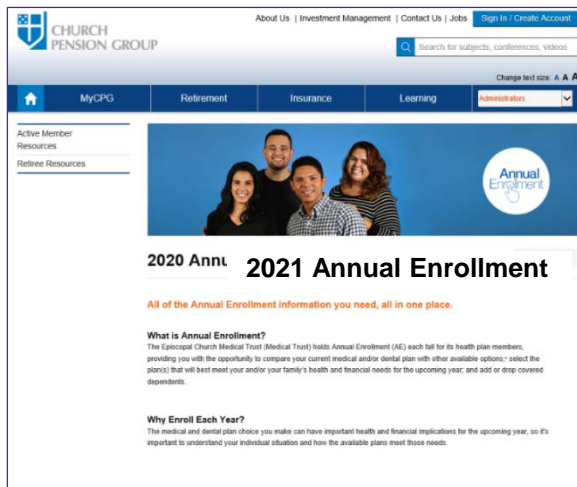 CHURCH
PENSION GROUP
About Us | Investment Management | Contact Us | Jobs
Sign In / Create Account
Search for subjects, conferences, videos
Change text size: A A A
MyCPG Retirement Insurance Learning Administrators
Active Member
Resources
Retiree Resources
Annual
Enrollment
2020 Annu
2021 Annual Enrollment
All of the Annual Enrollment information you need, all in one place.
What is Annual Enrollment?
The Episcopal Church Medical Trust (Medical Trust) holds Annual Enrollment (AE) each fall for its health plan members,
providing you with the opportunity to compare your current medical and/or dental plan with other available options;* select the
plan(s) that will best meet your and/or your family's health and financial needs for the upcoming year; and add or drop covered
dependents.
Why Enroll Each Year?
The medical and dental plan choice you make can have important health and financial implications for the upcoming year, so it's
important to understand your individual situation and how the available plans meet those needs.